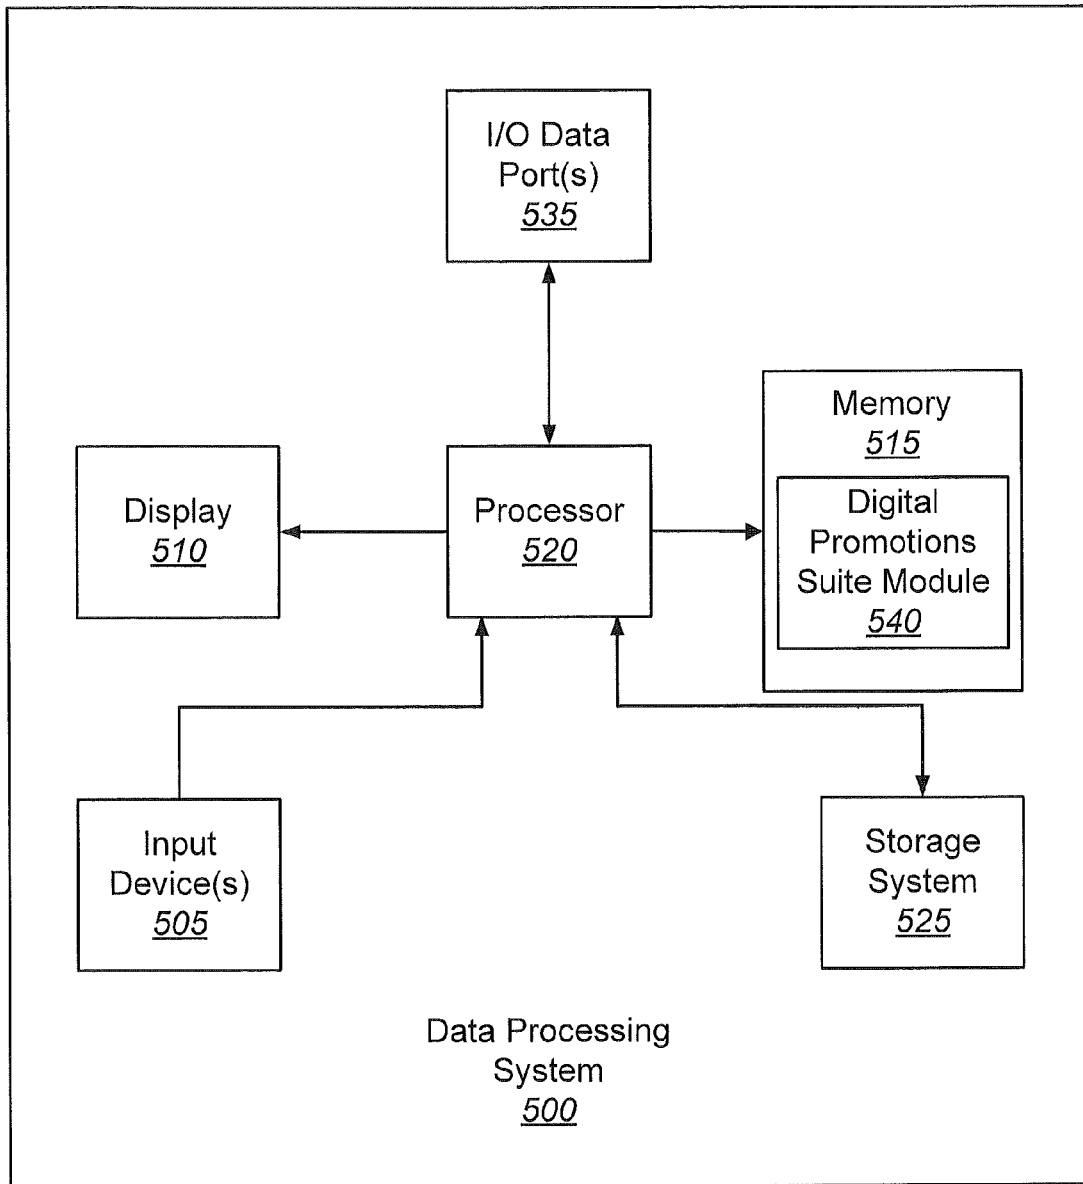 I/O Data
Port(s)
535
Memory
515
Display
510
Processor
520
Digital
Promotions
Suite Module
540
Input
Device(s)
505
Storage
System
525
Data Processing
System
500